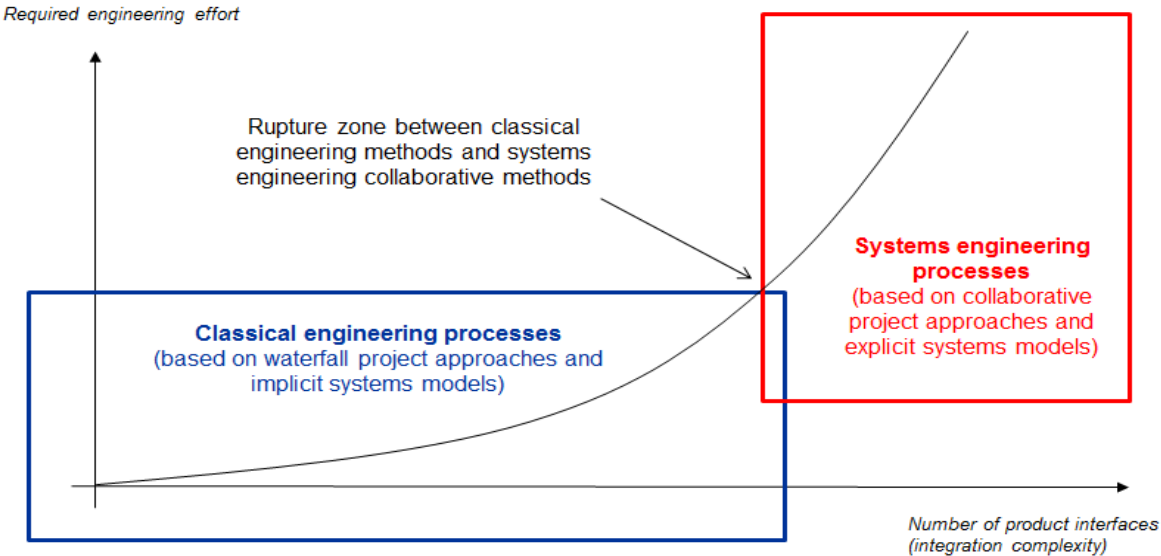 Required engineering effort
Rupture zone between classical
engineering methods and systems
engineering collaborative methods
Systems engineering
processes
(based on collaborative
project approaches and
explicit systems models)
Classical engineering processes
(based on waterfall project approaches and
implicit systems models)
Number of product interfaces
(integration complexity)